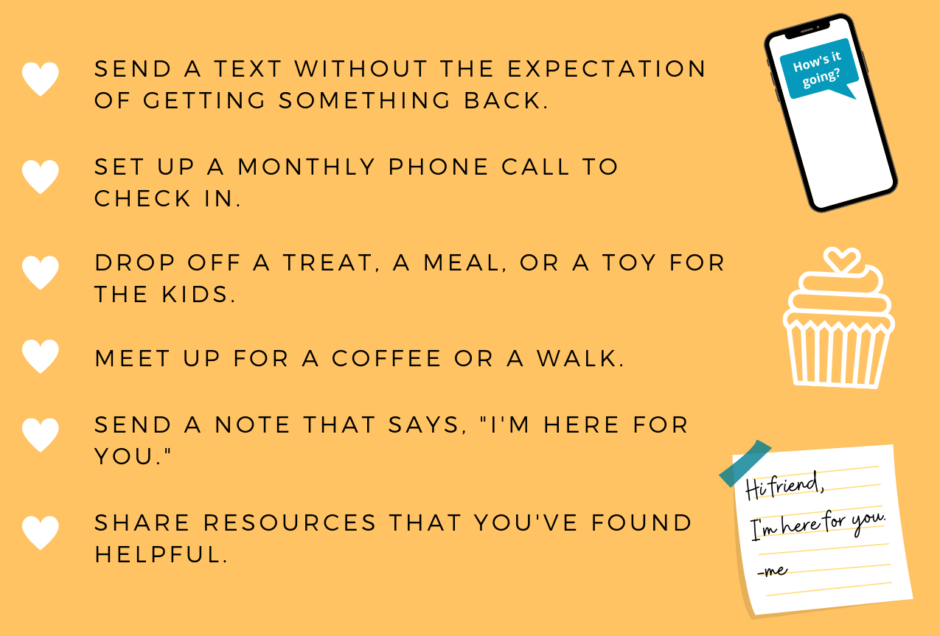 SEND A TEXT WITHOUT THE EXPECTATION
OF GETTING SOMETHING BACK.
SET UP A MONTHLY PHONE CALL TO
CHECK IN.
DROP OFF A TREAT, A MEAL, OR A TOY FOR
THE KIDS.
MEET UP FOR A COFFEE OR A WALK.
SEND A NOTE THAT SAYS, "I'M HERE FOR
YOU."
SHARE RESOURCES THAT YOU'VE FOUND
HELPFUL.
How's it
going?
Hi friend,
I'm here for you.
-me